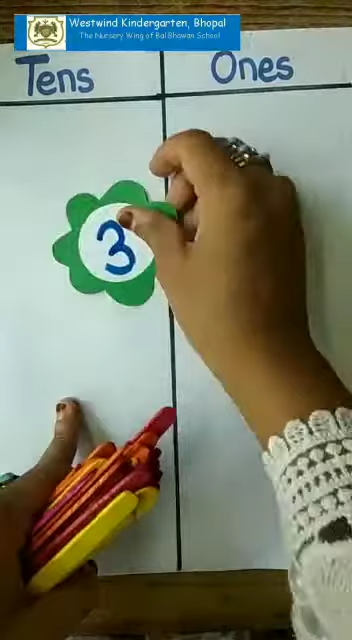 Westwind Kindergarten, Bhopal
The Nursery Wing of Bal Bhawan School
Tens
Ones
3